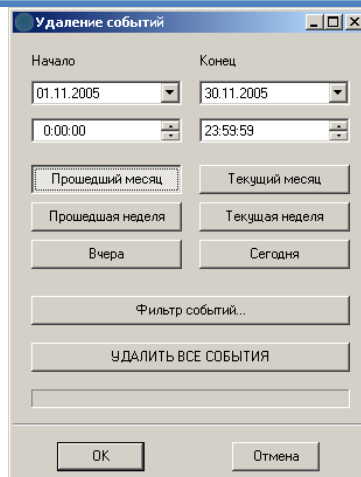 Удаление событий
Начало Конец
01.11.2005 30.11.2005
0:00:00 23:59:59
Прошедший месяц Текущий месяц
Прошедшая неделя Текущая неделя
Вчера Сегодня
Фильтр событий...
УДАЛИТЬ ВСЕ СОБЫТИЯ
OK Отмена